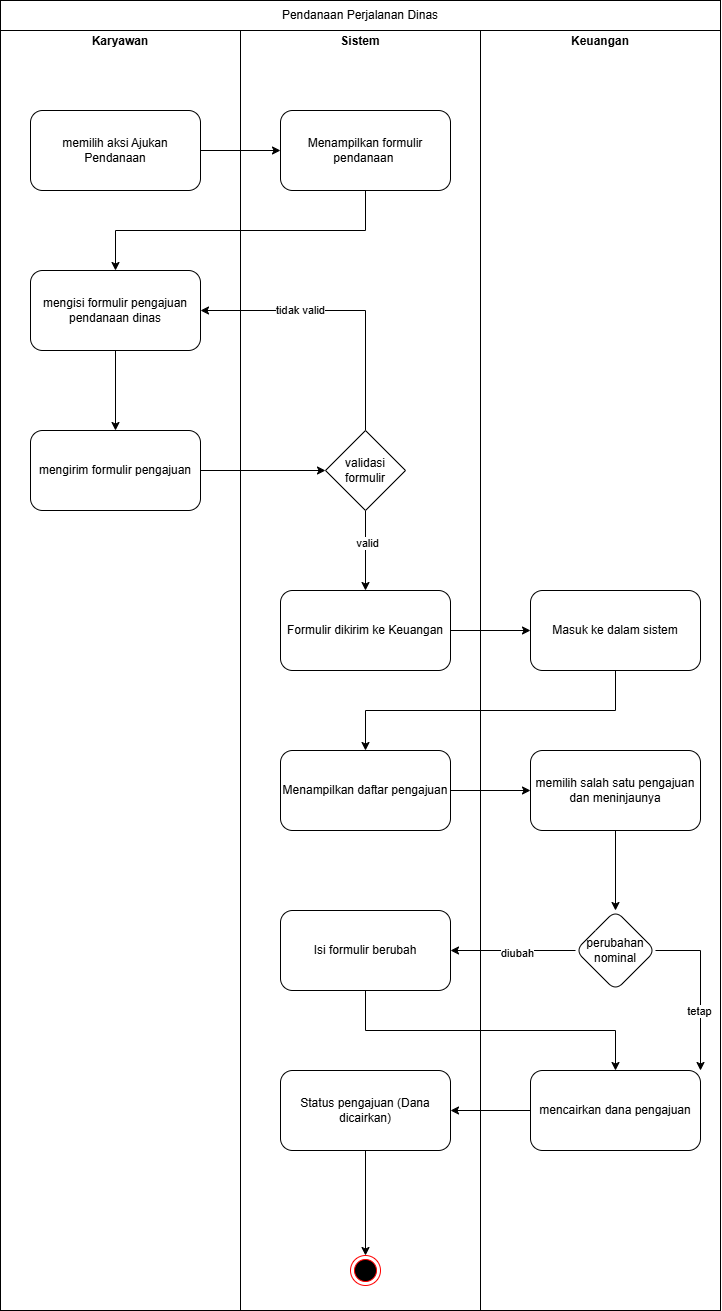 Pendanaan Perjalanan Dinas
Karyawan
Sistem
Keuangan
memilih aksi Ajukan
Pendanaan
Menampilkan formulir
pendanaan
mengisi formulir pengajuan
pendanaan dinas
tidak valid
mengirim formulir pengajuan
validasi
formulir
valid
Formulir dikirim ke Keuangan
Masuk ke dalam sistem
Menampilkan daftar pengajuan
memilih salah satu pengajuan
dan meninjaunya
Isi formulir berubah
diubah
perubahan
nominal
tetap
Status pengajuan (Dana
dicairkan)
mencairkan dana pengajuan